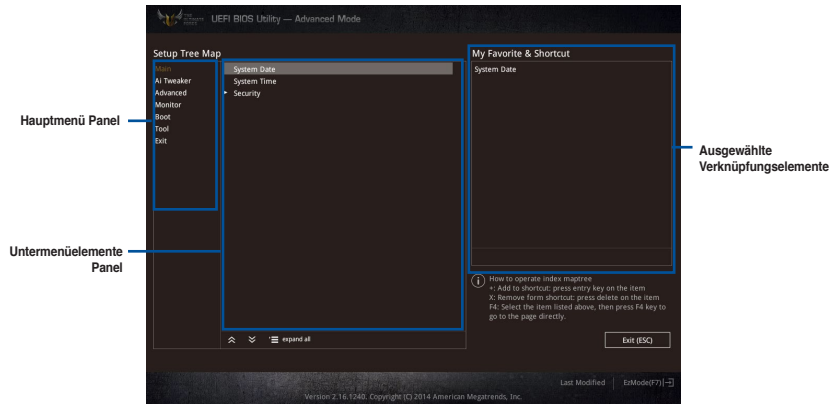 THE ULTIMATE FORCE
UEFI BIOS Utility — Advanced Mode
Setup Tree Map
My Favorite & Shortcut
Main
Ai Tweaker
Advanced
Monitor
Boot
Tool
Exit
System Date
System Time
Security
System Date
Hauptmenü Panel
Ausgewählte
Verknüpfungselemente
Untermenüelemente
Panel
How to operate index maptree
+: Add to shortcut: press entry key on the item
X: Remove form shortcut: press delete on the item
F4: Select the item listed above, then press F4 key to
go to the page directly.
expand all
Exit (ESC)
Last Modified
EzMode(F7)
Version 2.16.1240. Copyright (C) 2014 American Megatrends, Inc.